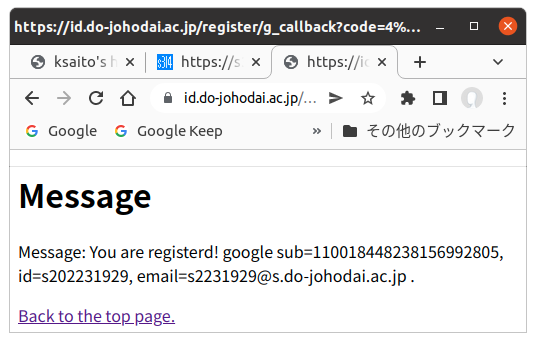 https://id.do-johodai.ac.jp/register/g_callback?code=4%...
ksaito's h
https://s
https://ic
id.do-johodai.ac.jp/...
Google
Google Keep
»
その他のブックマーク
Message
Message: You are registerd! google sub=110018448238156992805,
id=s202231929, email=s2231929@s.do-johodai.ac.jp .
Back to the top page.